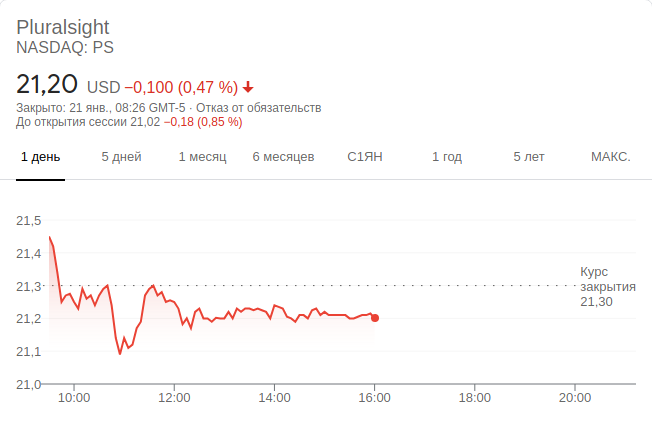 Pluralsight
NASDAQ: PS
21,20 USD −0,100 (0,47 %)
Закрыто: 21 янв., 08:26 GMT-5 · Отказ от обязательств
До открытия сессии 21,02 −0,18 (0,85 %)
1 день 5 дней 1 месяц 6 месяцев С1ЯН 1 год 5 лет МАКС.
21,5
21,4
21,3
21,2
21,1
21,0
Курс
закрытия
21,30
10:00 12:00 14:00 16:00 18:00 20:00